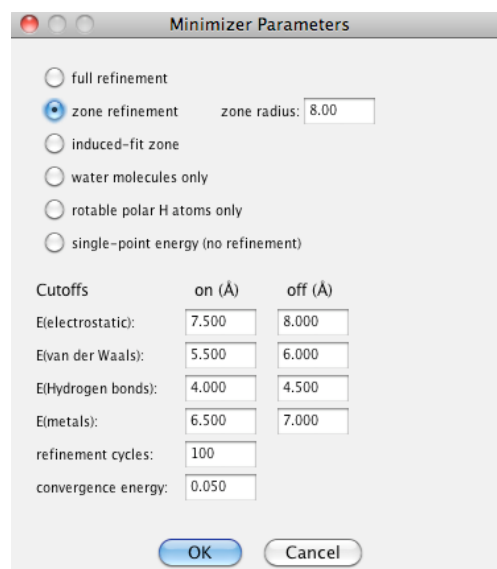 Minimizer Parameters
full refinement
zone refinement zone radius: 8.00
induced-fit zone
water molecules only
rotable polar H atoms only
single-point energy (no refinement)
Cutoffs on (Å) off (Å)
E(electrostatic): 7.500 8.000
E(van der Waals): 5.500 6.000
E(Hydrogen bonds): 4.000 4.500
E(metals): 6.500 7.000
refinement cycles: 100
convergence energy: 0.050
OK Cancel